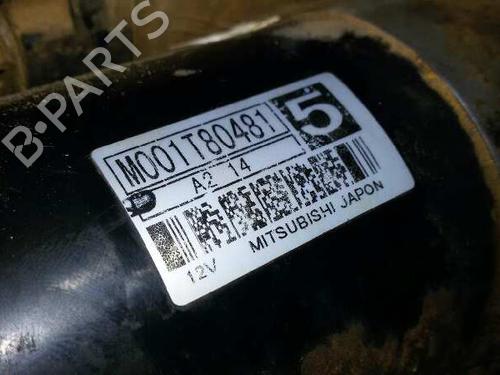 B-PARTS
M001T80481
5
A2 14
12V MITSUBISHI JAPON